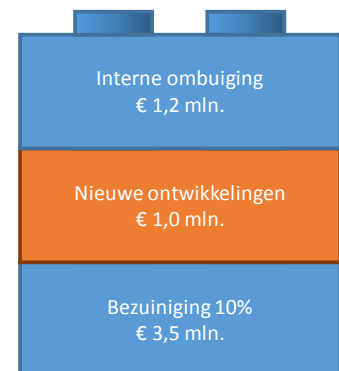 Interne ombuiging
€ 1,2 mln.
Nieuwe ontwikkelingen
€ 1,0 mln.
Bezuiniging 10%
€ 3,5 mln.